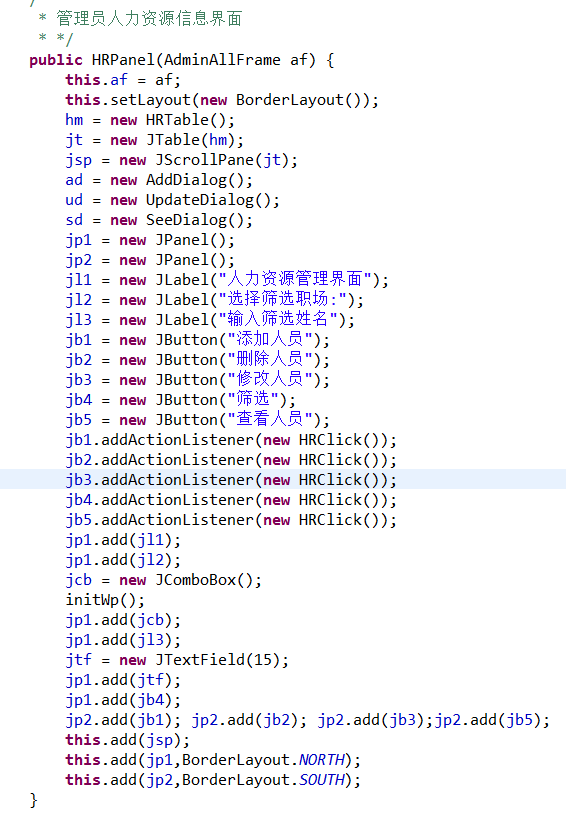 /
* 管理员人力资源信息界面
* */
public HRPanel(AdminAllFrame af) {
this.af = af;
this.setLayout(new BorderLayout());
hm = new HRTable();
jt = new JTable(hm);
jsp = new JScrollPane(jt);
ad = new AddDialog();
ud = new UpdateDialog();
sd = new SeeDialog();
jp1 = new JPanel();
jp2 = new JPanel();
jl1 = new JLabel("人力资源管理界面");
jl2 = new JLabel("选择筛选职场:");
jl3 = new JLabel("输入筛选姓名");
jb1 = new JButton("添加人员");
jb2 = new JButton("删除人员");
jb3 = new JButton("修改人员");
jb4 = new JButton("筛选");
jb5 = new JButton("查看人员");
jb1.addActionListener(new HRClick());
jb2.addActionListener(new HRClick());
jb3.addActionListener(new HRClick());
jb4.addActionListener(new HRClick());
jb5.addActionListener(new HRClick());
jp1.add(jl1);
jp1.add(jl2);
jcb = new JComboBox();
initWp();
jp1.add(jcb);
jp1.add(jl3);
jtf = new JTextField(15);
jp1.add(jtf);
jp1.add(jb4);
jp2.add(jb1); jp2.add(jb2); jp2.add(jb3);jp2.add(jb5);
this.add(jsp);
this.add(jp1,BorderLayout.NORTH);
this.add(jp2,BorderLayout.SOUTH);
}